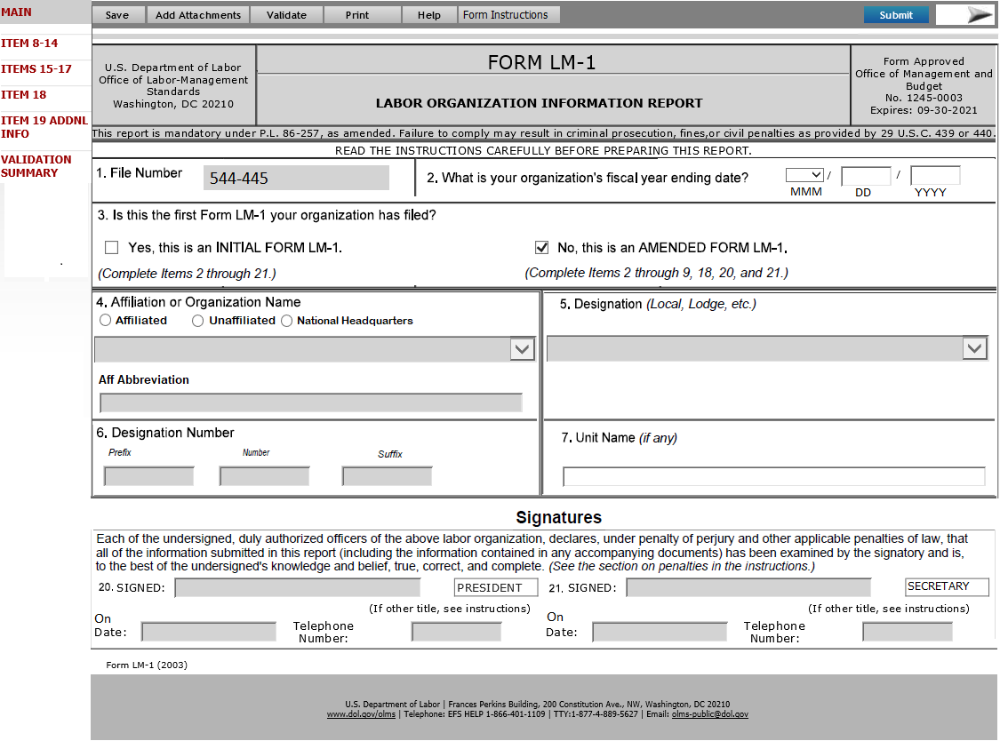 MAIN
ITEM 8-14
ITEMS 15-17
ITEM 18
ITEM 19 ADDNL
INFO
VALIDATION
SUMMARY
Save Add Attachments Validate Print Help Form Instructions Submit
U.S. Department of Labor
Office of Labor-Management
Standards
Washington, DC 20210
FORM LM-1
LABOR ORGANIZATION INFORMATION REPORT
Form Approved
Office of Management and
Budget
No. 1245-0003
Expires: 09-30-2021
This report is mandatory under P.L. 86-257, as amended. Failure to comply may result in criminal prosecution, fines,or civil penalties as provided by 29 U.S.C. 439 or 440.
READ THE INSTRUCTIONS CAREFULLY BEFORE PREPARING THIS REPORT.
1. File Number 544-445
2. What is your organization's fiscal year ending date? / /
MMM DD YYYY
3. Is this the first Form LM-1 your organization has filed?
Yes, this is an INITIAL FORM LM-1.
(Complete Items 2 through 21.)
No, this is an AMENDED FORM LM-1.
(Complete Items 2 through 9, 18, 20, and 21.)
4. Affiliation or Organization Name
Affiliated Unaffiliated National Headquarters
Aff Abbreviation
5. Designation (Local, Lodge, etc.)
6. Designation Number
Prefix Number Suffix
7. Unit Name (if any)
Signatures
Each of the undersigned, duly authorized officers of the above labor organization, declares, under penalty of perjury and other applicable penalties of law, that
all of the information submitted in this report (including the information contained in any accompanying documents) has been examined by the signatory and is,
to the best of the undersigned's knowledge and belief, true, correct, and complete. (See the section on penalties in the instructions.)
20. SIGNED: PRESIDENT
(If other title, see instructions)
On
Date:
Telephone
Number:
21. SIGNED: SECRETARY
(If other title, see instructions)
On
Date:
Telephone
Number:
Form LM-1 (2003)
U.S. Department of Labor | Frances Perkins Building, 200 Constitution Ave., NW, Washington, DC 20210
www.dol.gov/olms | Telephone: EFS HELP 1-866-401-1109 | TTY:1-877-4-889-5627 | Email: olms-public@dol.gov